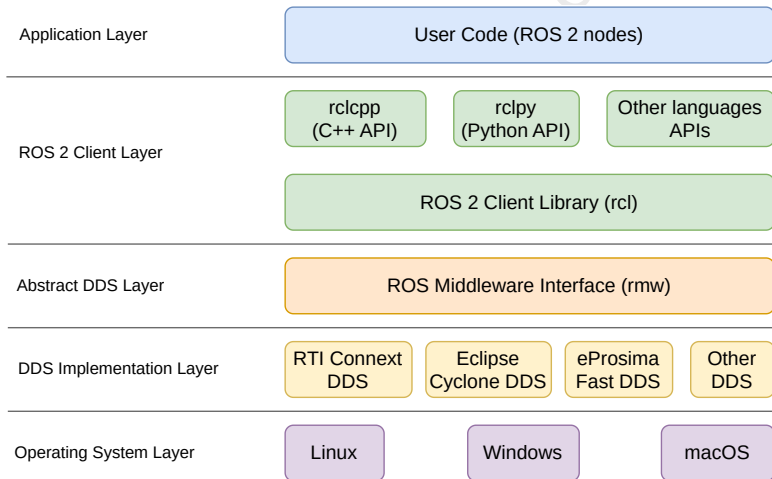 Application Layer
User Code (ROS 2 nodes)
ROS 2 Client Layer
rclcpp
(C++ API)
rclpy
(Python API)
Other languages
APIs
ROS 2 Client Library (rcl)
Abstract DDS Layer
ROS Middleware Interface (rmw)
DDS Implementation Layer
RTI Connext
DDS
Eclipse
Cyclone DDS
eProsima
Fast DDS
Other
DDS
Operating System Layer
Linux
Windows
macOS